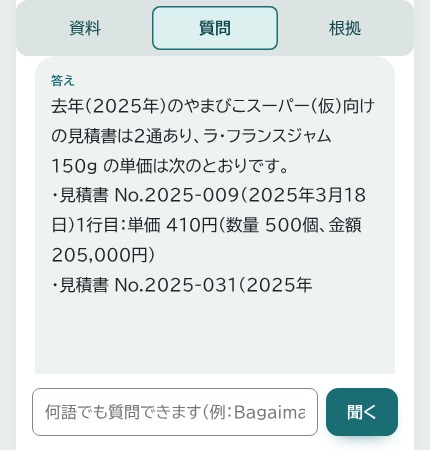 資料 質問 根拠
答え
去年(2025年)のやまびこスーパー(仮)向け
の見積書は2通あり、ラ・フランスジャム
150g の単価は次のとおりです。
・見積書 No.2025-009(2025年3月18
日)1行目：単価 410円(数量 500個、金額
205,000円)
・見積書 No.2025-031(2025年
何語でも質問できます(例：Bagaima 聞く